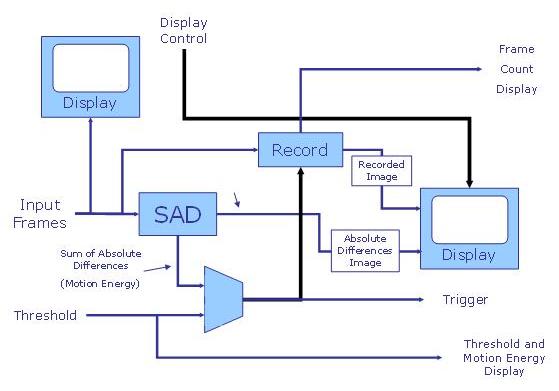 Display
Control
Frame
Count
Display
Display
Record
Recorded
Image
Input
Frames
SAD
Absolute
Differences
Image
Display
Sum of Absolute
Differences
(Motion Energy)
Threshold
Trigger
Threshold and
Motion Energy
Display